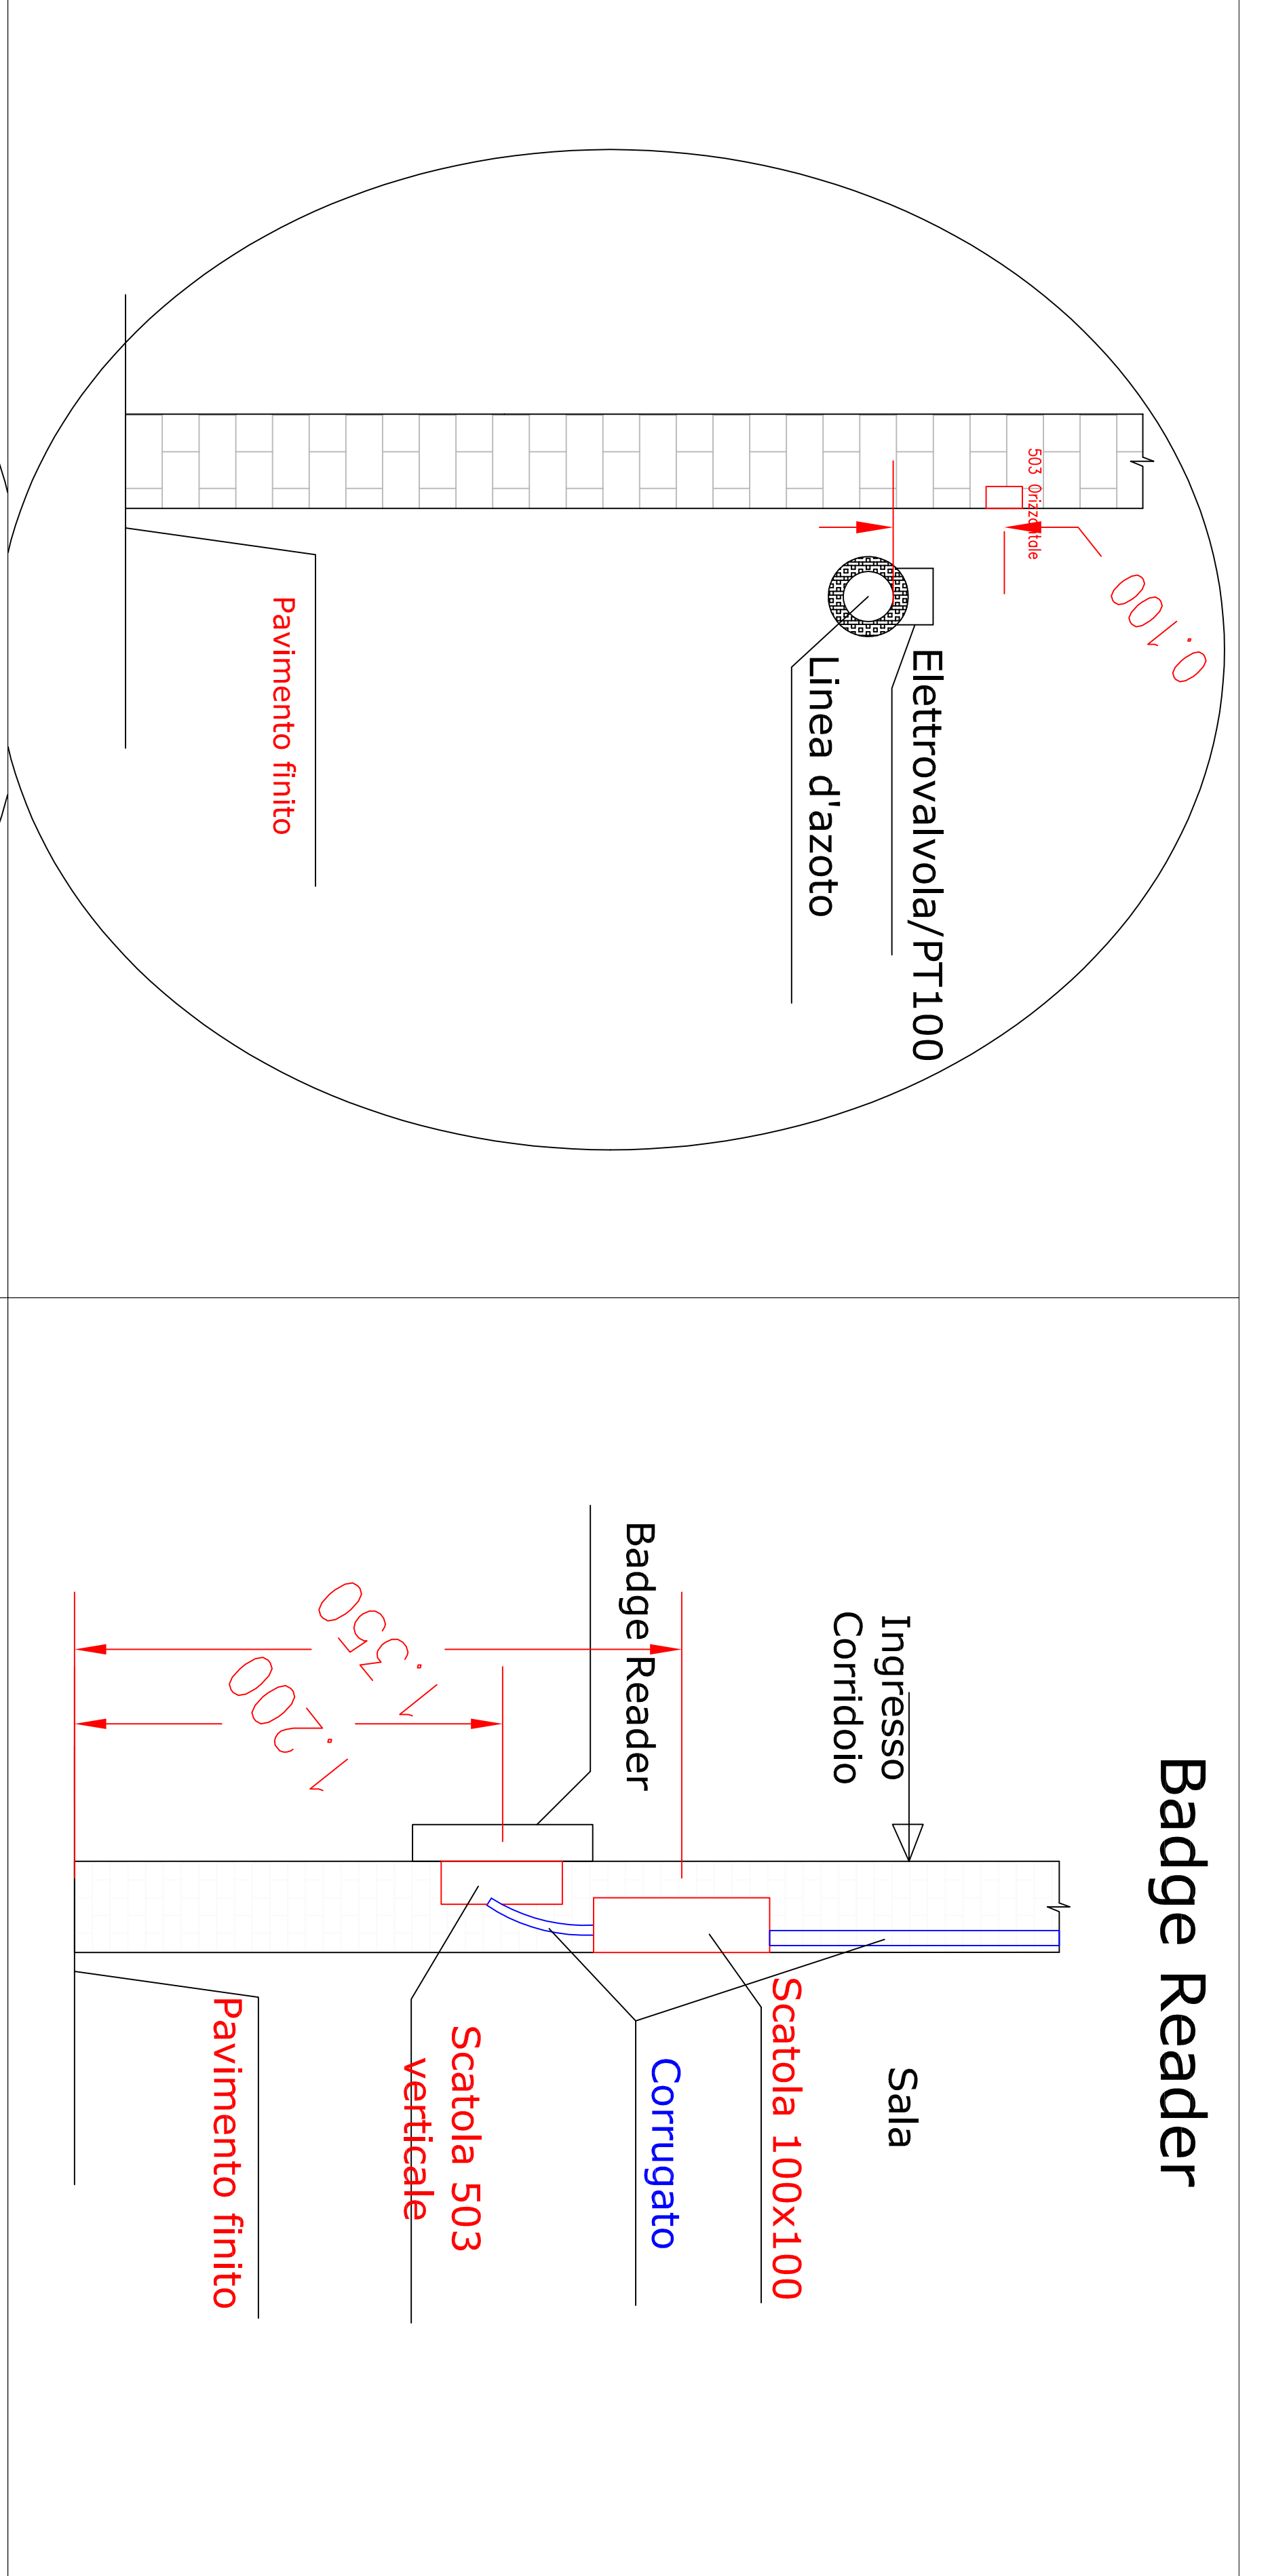 0.100
503 Orizzontale
Elettrovalvola/PT100
Linea d'azoto
Pavimento finito
Badge Reader
Ingresso
Corridoio
Sala
Scatola 100x100
Badge Reader
Corrugato
Scatola 503
verticale
1.350
1.200
Pavimento finito